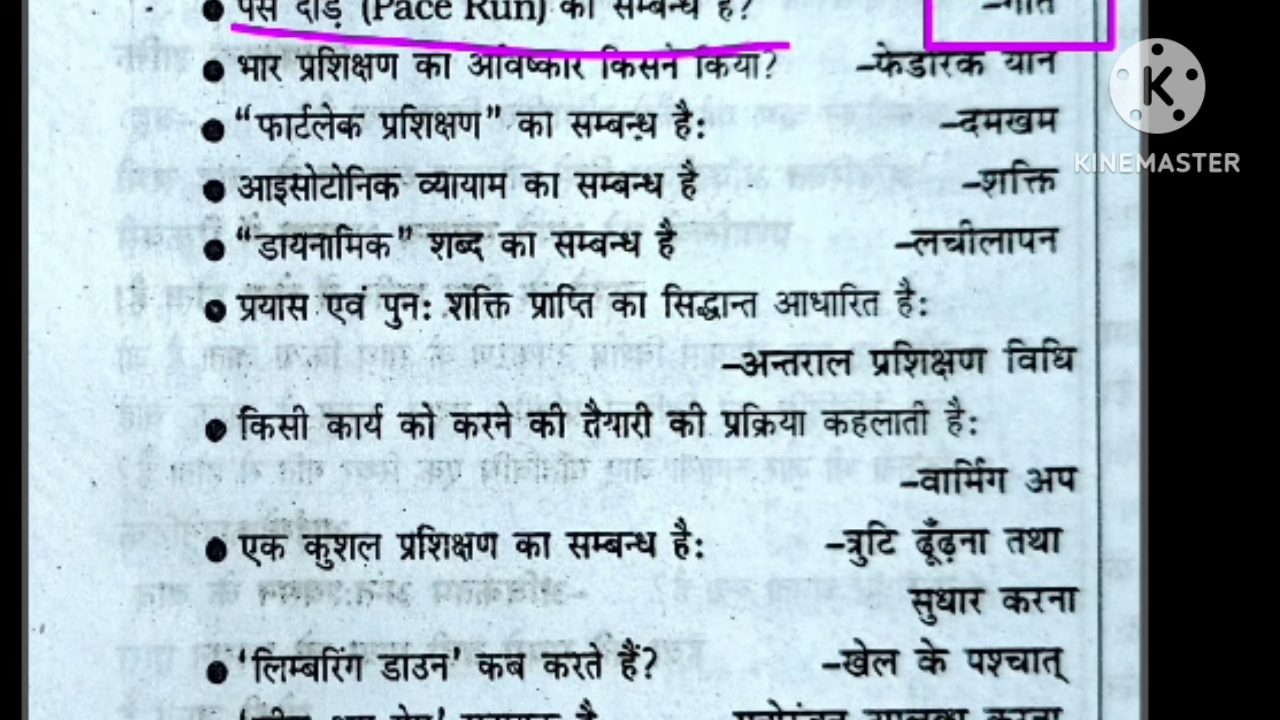 ● पेस दौड़ (Pace Run) का सम्बन्ध है? –गति
● भार प्रशिक्षण का आविष्कार किसने किया? –फेडरिक यॉन
● “फार्टलेक प्रशिक्षण” का सम्बन्ध है: –दमखम
● आइसोटोनिक व्यायाम का सम्बन्ध है –शक्ति
● “डायनामिक” शब्द का सम्बन्ध है –लचीलापन
● प्रयास एवं पुन: शक्ति प्राप्ति का सिद्धान्त आधारित है:
–अन्तराल प्रशिक्षण विधि
● किसी कार्य को करने की तैयारी की प्रक्रिया कहलाती है:
–वार्मिग अप
● एक कुशल प्रशिक्षण का सम्बन्ध है: –त्रुटि ढूँढ़ना तथा
सुधार करना
● ‘लिम्बरिंग डाउन’ कब करते हैं? –खेल के पश्चात्
K
KINEMASTER